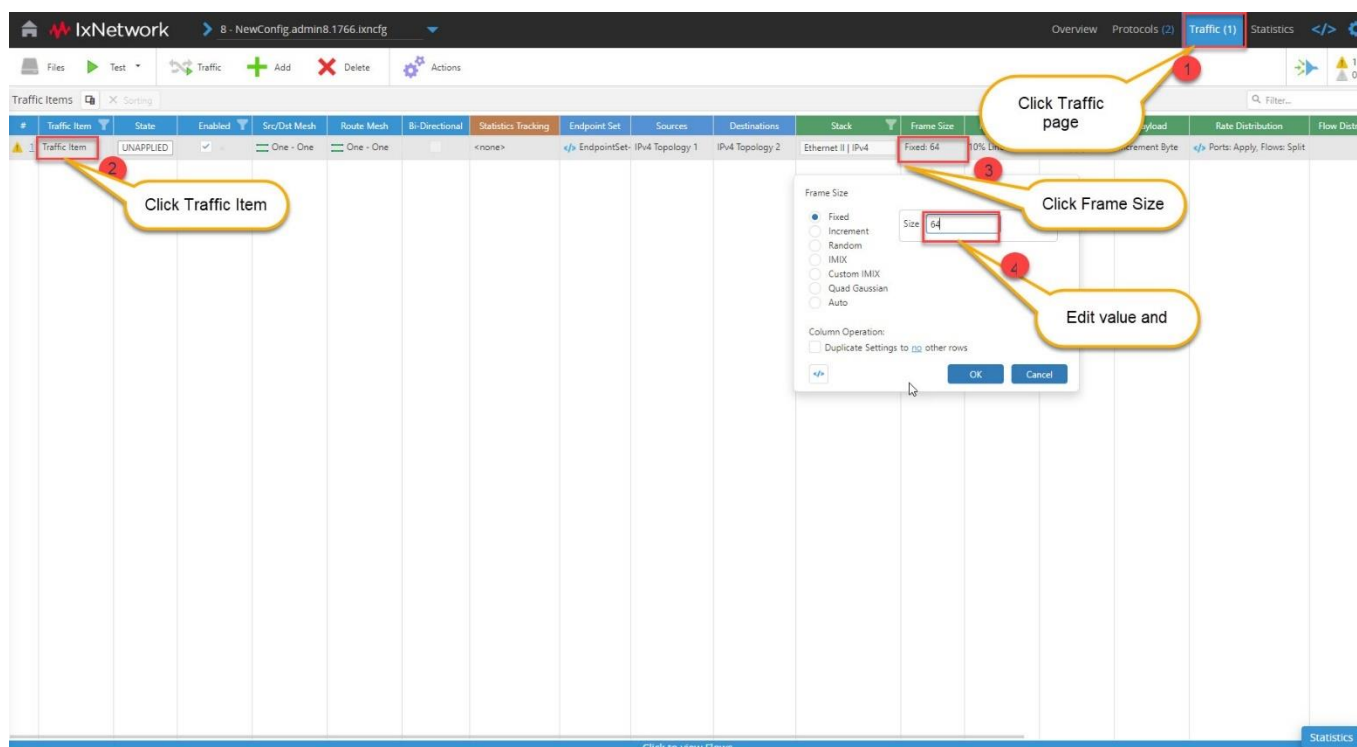 IxNetwork
8 - NewConfig.admin8.1766.ixncfg
Overview
Protocols (2)
Traffic (1)
Statistics
</>
Files
Test
Traffic
Add
Delete
Actions
1
Traffic Items
Sorting
Click Traffic
page
Filter...
# Traffic Item State Enabled Src/Dst Mesh Route Mesh Bi-Directional Statistics Tracking Endpoint Set Sources Destinations Stack Frame Size Rate Distribution
1 Traffic Item UNAPPLIED One - One One - One <none> </> EndpointSet- IPv4 Topology 1 IPv4 Topology 2 Ethernet II | IPv4 Fixed: 64 10% Byte </> Ports: Apply, Flows: Split
2
Click Traffic Item
3
Click Frame Size
Frame Size
Fixed
Size 64
Increment
Random
IMIX
Custom IMIX
Quad Gaussian
Auto
4
Edit value and
Column Operation:
Duplicate Settings to no other rows
</>
OK
Cancel
Statistics